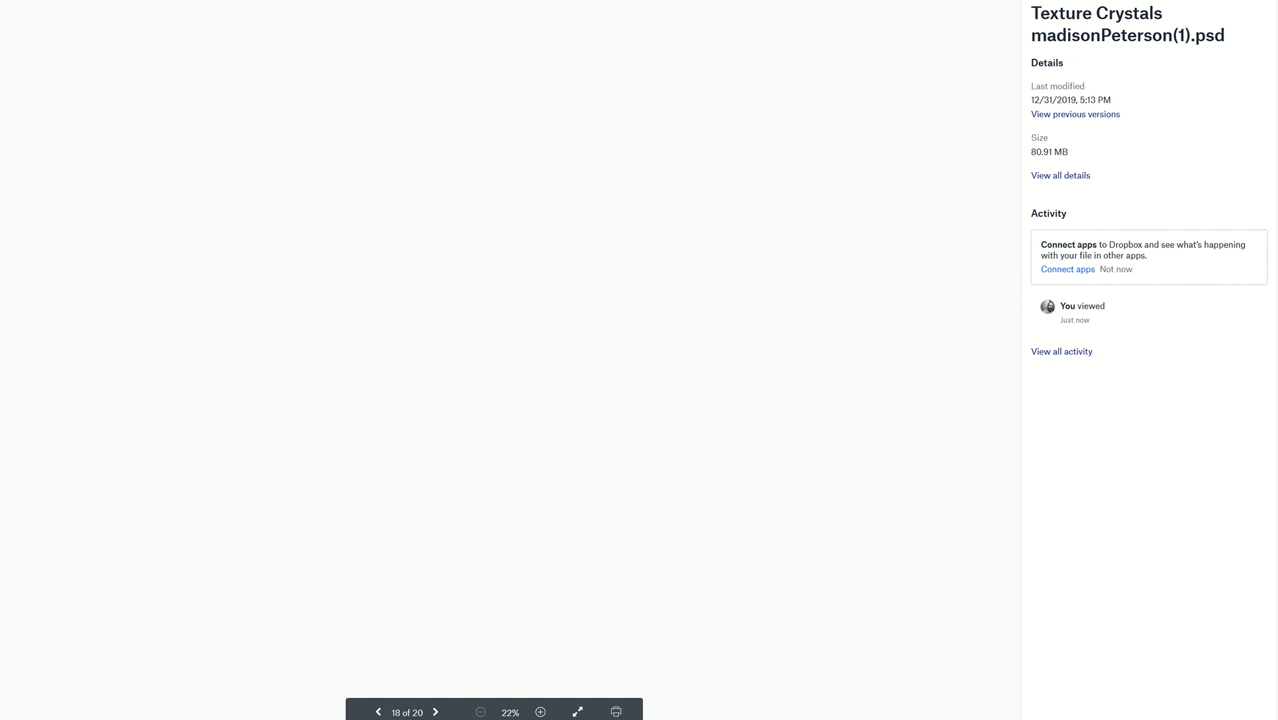 Texture Crystals
madisonPeterson(1).psd
Details
Last modified
12/31/2019, 5:13 PM
View previous versions
Size
80.91 MB
View all details
Activity
Connect apps to Dropbox and see what's happening
with your file in other apps.
Connect apps Not now
You viewed
Just now
View all activity
18 of 20
22%